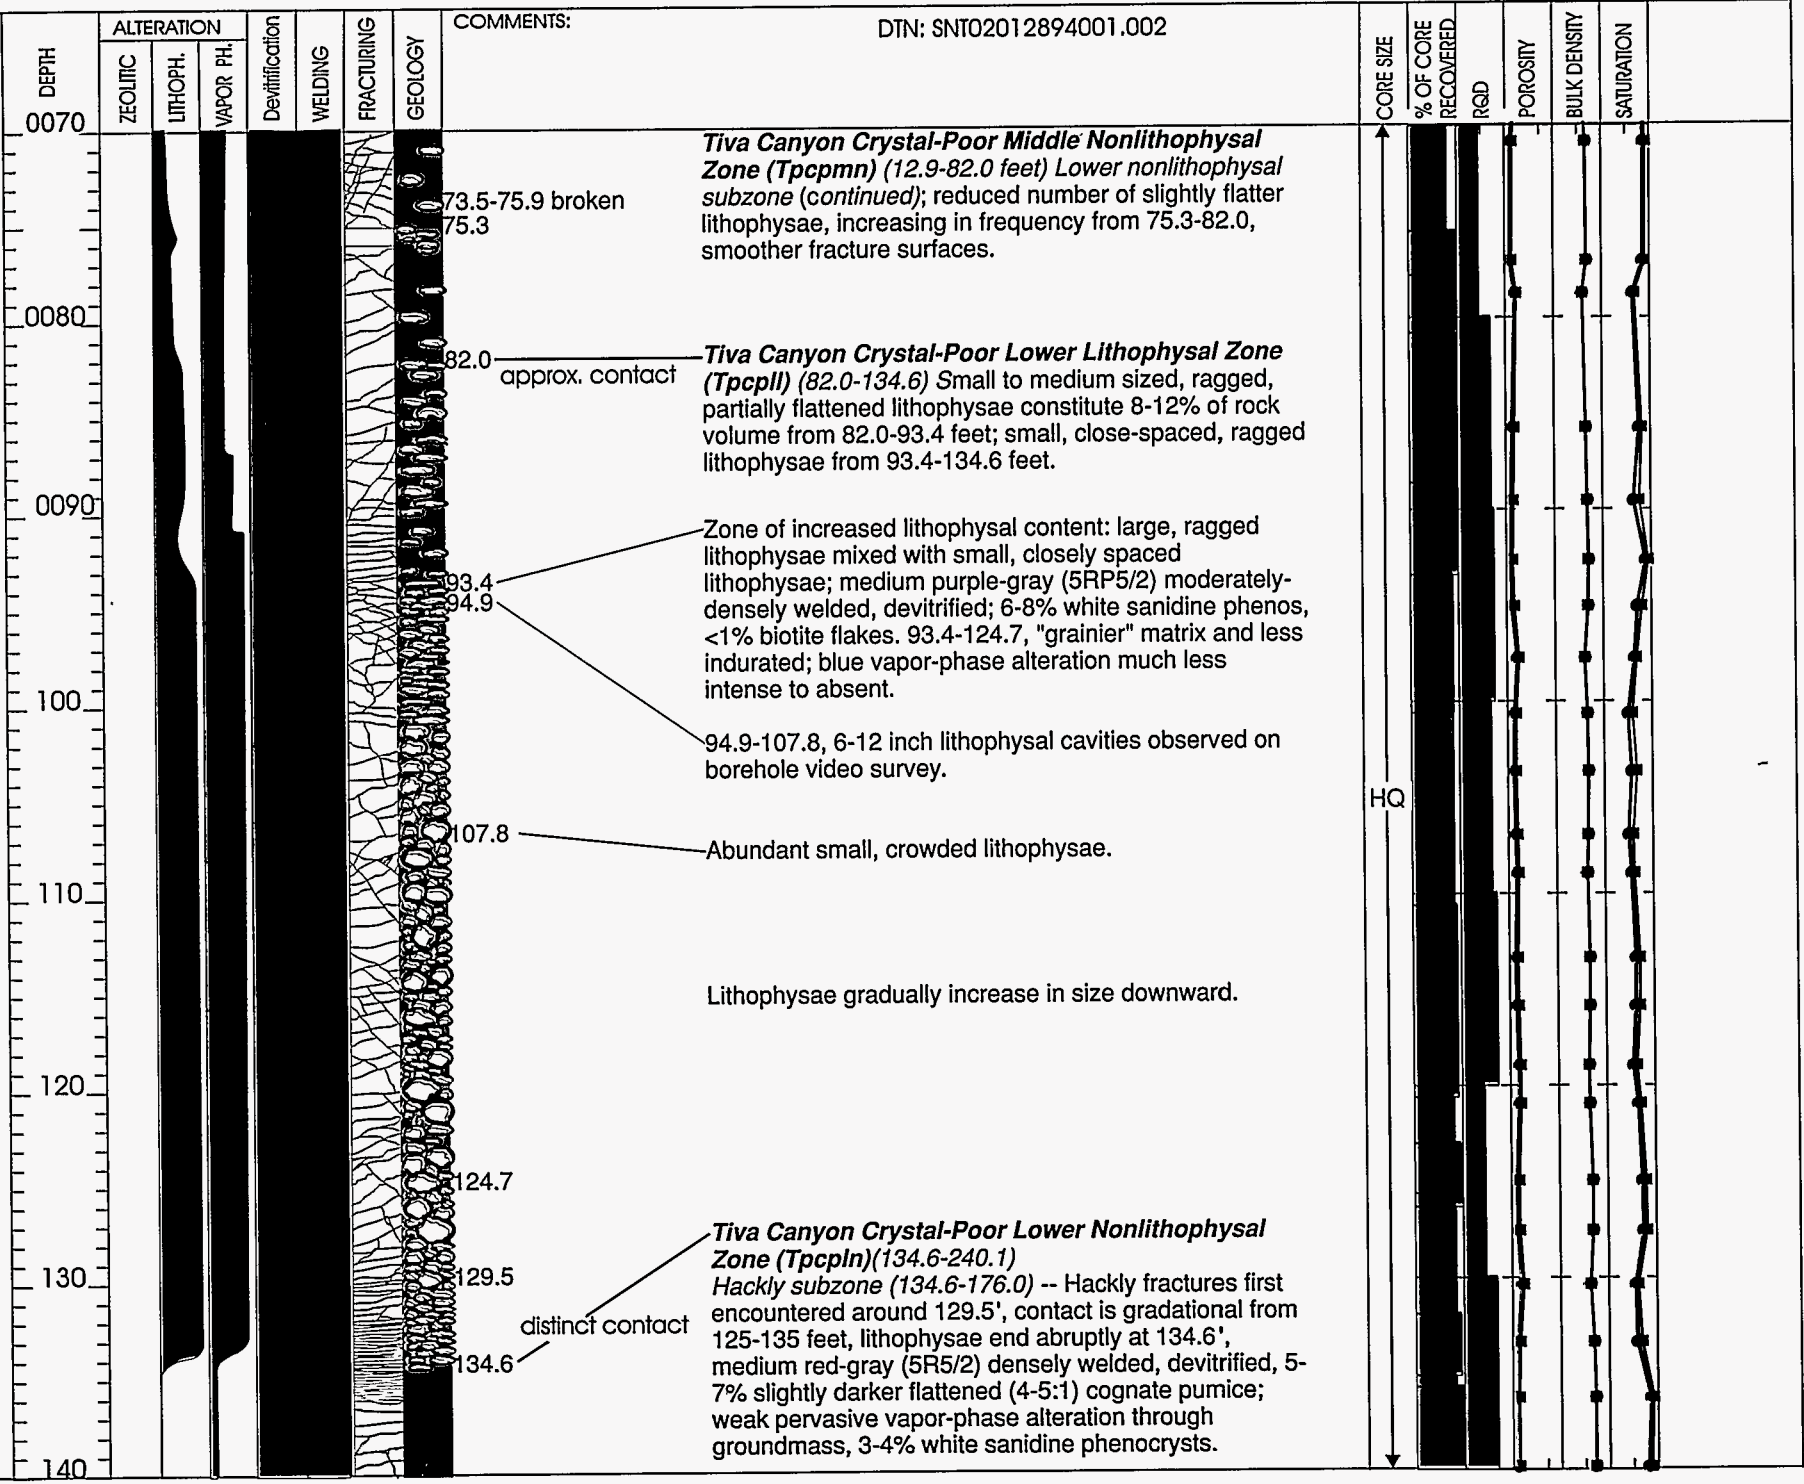 ALTERATION
COMMENTS:
DTN: SNT02012894001.002
DEPTH
ZEOLITIC
LITHOPH.
VAPOR PH.
Devitrification
WELDING
FRACTURING
GEOLOGY
CORE SIZE
% OF CORE
RECOVERED
RQD
POROSITY
BULK DENSITY
SATURATION
0070
Tiva Canyon Crystal-Poor Middle Nonlithophysal
Zone (Tpcpmn) (12.9-82.0 feet) Lower nonlithophysal
subzone (continued); reduced number of slightly flatter
lithophysae, increasing in frequency from 75.3-82.0,
smoother fracture surfaces.
73.5-75.9 broken
75.3
0080
82.0
approx. contact
Tiva Canyon Crystal-Poor Lower Lithophysal Zone
(Tpcpll) (82.0-134.6) Small to medium sized, ragged,
partially flattened lithophysae constitute 8-12% of rock
volume from 82.0-93.4 feet; small, close-spaced, ragged
lithophysae from 93.4-134.6 feet.
0090
93.4
94.9
Zone of increased lithophysal content: large, ragged
lithophysae mixed with small, closely spaced
lithophysae; medium purple-gray (5RP5/2) moderately-
densely welded, devitrified; 6-8% white sanidine phenos,
<1% biotite flakes. 93.4-124.7, "grainier" matrix and less
indurated; blue vapor-phase alteration much less
intense to absent.
100
94.9-107.8, 6-12 inch lithophysal cavities observed on
borehole video survey.
HQ
107.8
Abundant small, crowded lithophysae.
110
Lithophysae gradually increase in size downward.
120
124.7
130
129.5
distinct contact
134.6
Tiva Canyon Crystal-Poor Lower Nonlithophysal
Zone (Tpcpln)(134.6-240.1)
Hackly subzone (134.6-176.0) -- Hackly fractures first
encountered around 129.5', contact is gradational from
125-135 feet, lithophysae end abruptly at 134.6',
medium red-gray (5R5/2) densely welded, devitrified, 5-
7% slightly darker flattened (4-5:1) cognate pumice;
weak pervasive vapor-phase alteration through
groundmass, 3-4% white sanidine phenocrysts.
140